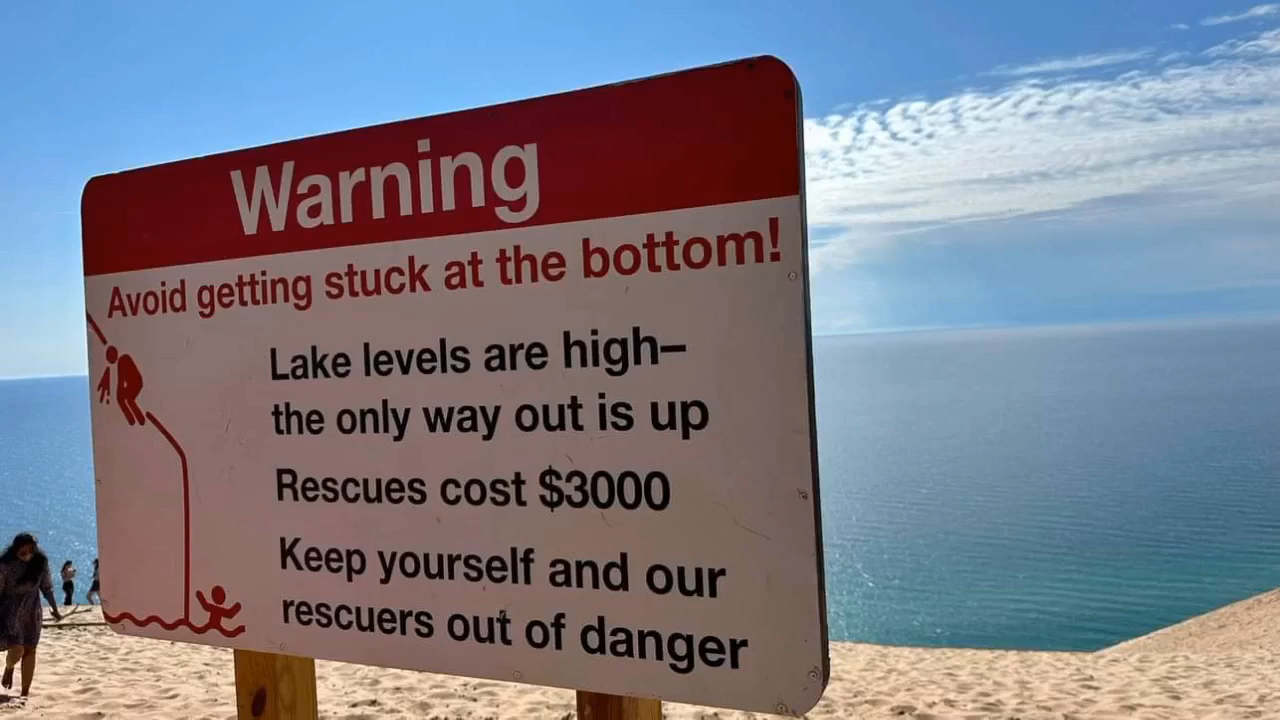 Warning
Avoid getting stuck at the bottom!
Lake levels are high–
the only way out is up
Rescues cost $3000
Keep yourself and our
rescuers out of danger